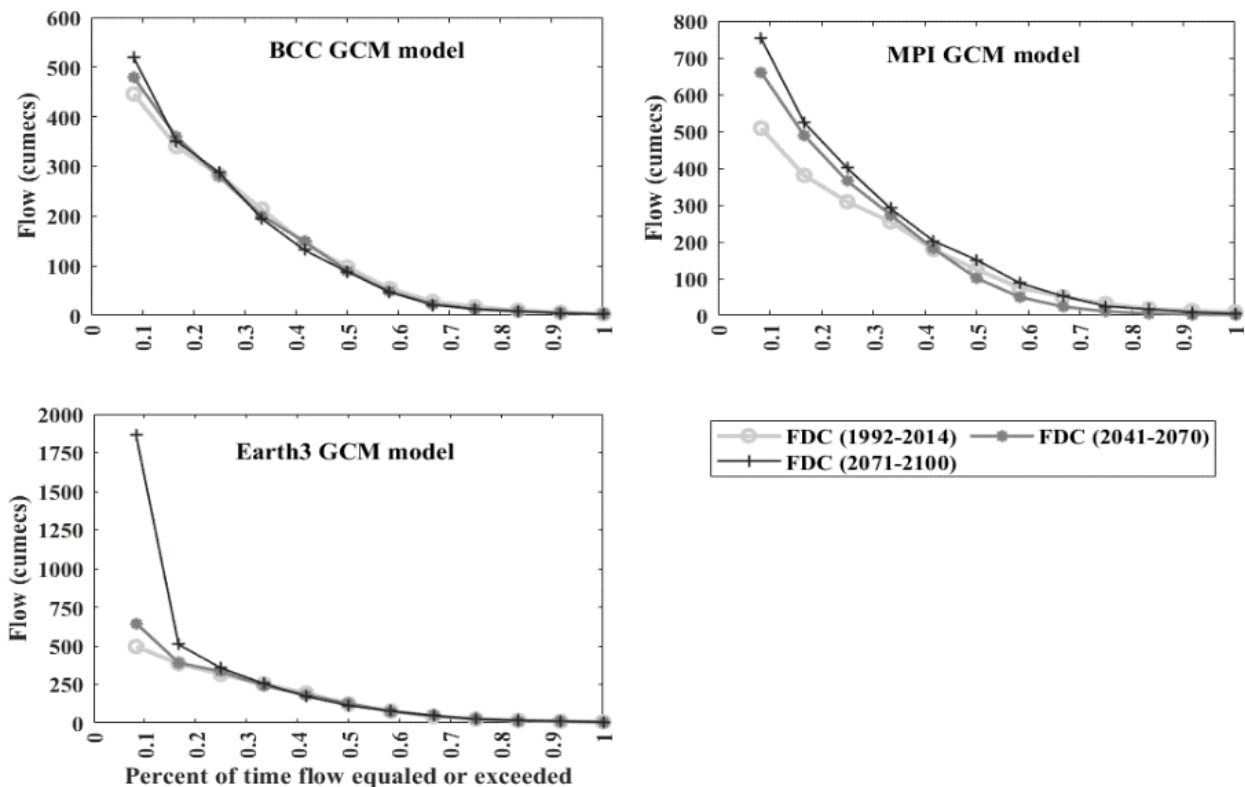 BCC GCM model
Flow (cumecs)
600
500
400
300
200
100
0
0 0.1 0.2 0.3 0.4 0.5 0.6 0.7 0.8 0.9 1
MPI GCM model
Flow (cumecs)
800
700
600
500
400
300
200
100
0
0 0.1 0.2 0.3 0.4 0.5 0.6 0.7 0.8 0.9 1
Earth3 GCM model
Flow (cumecs)
2000
1750
1500
1250
1000
750
500
250
0
0 0.1 0.2 0.3 0.4 0.5 0.6 0.7 0.8 0.9 1
Percent of time flow equaled or exceeded
FDC (1992-2014) FDC (2041-2070)
FDC (2071-2100)